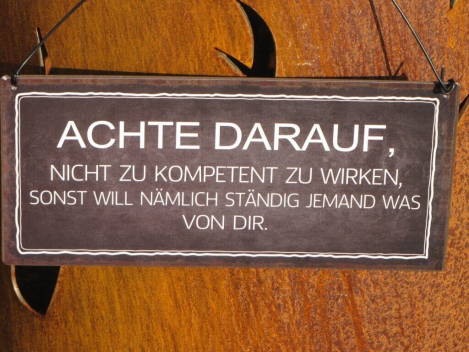 ACHTE DARAUF,
NICHT ZU KOMPETENT ZU WIRKEN,
SONST WILL NÄMLICH STÄNDIG JEMAND WAS
VON DIR.